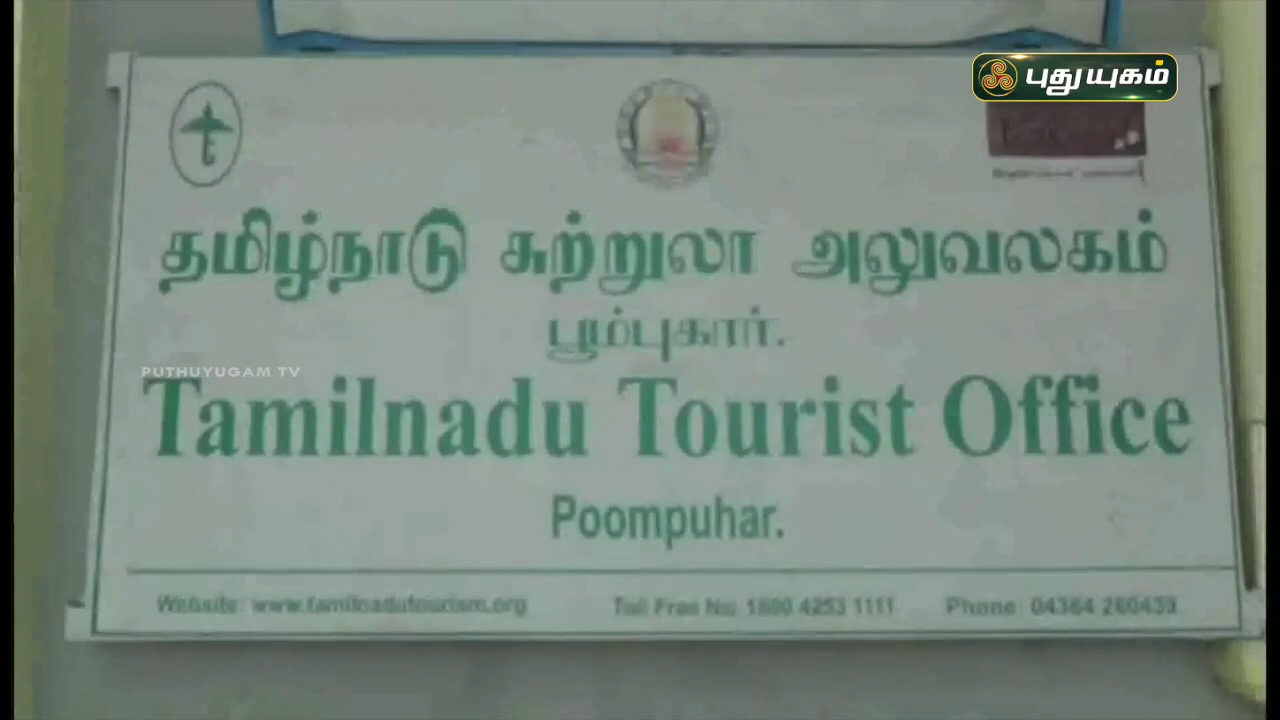 புதுயுகம்
தமிழ்நாடு சுற்றுலா அலுவலகம்
பூம்புகார்.
PUTHUYUGAM TV
Tamilnadu Tourist Office
Poompuhar.
Website: www.tamilnadutourism.org Toll Free No. 1800 4253 1111 Phone: 04364 260439